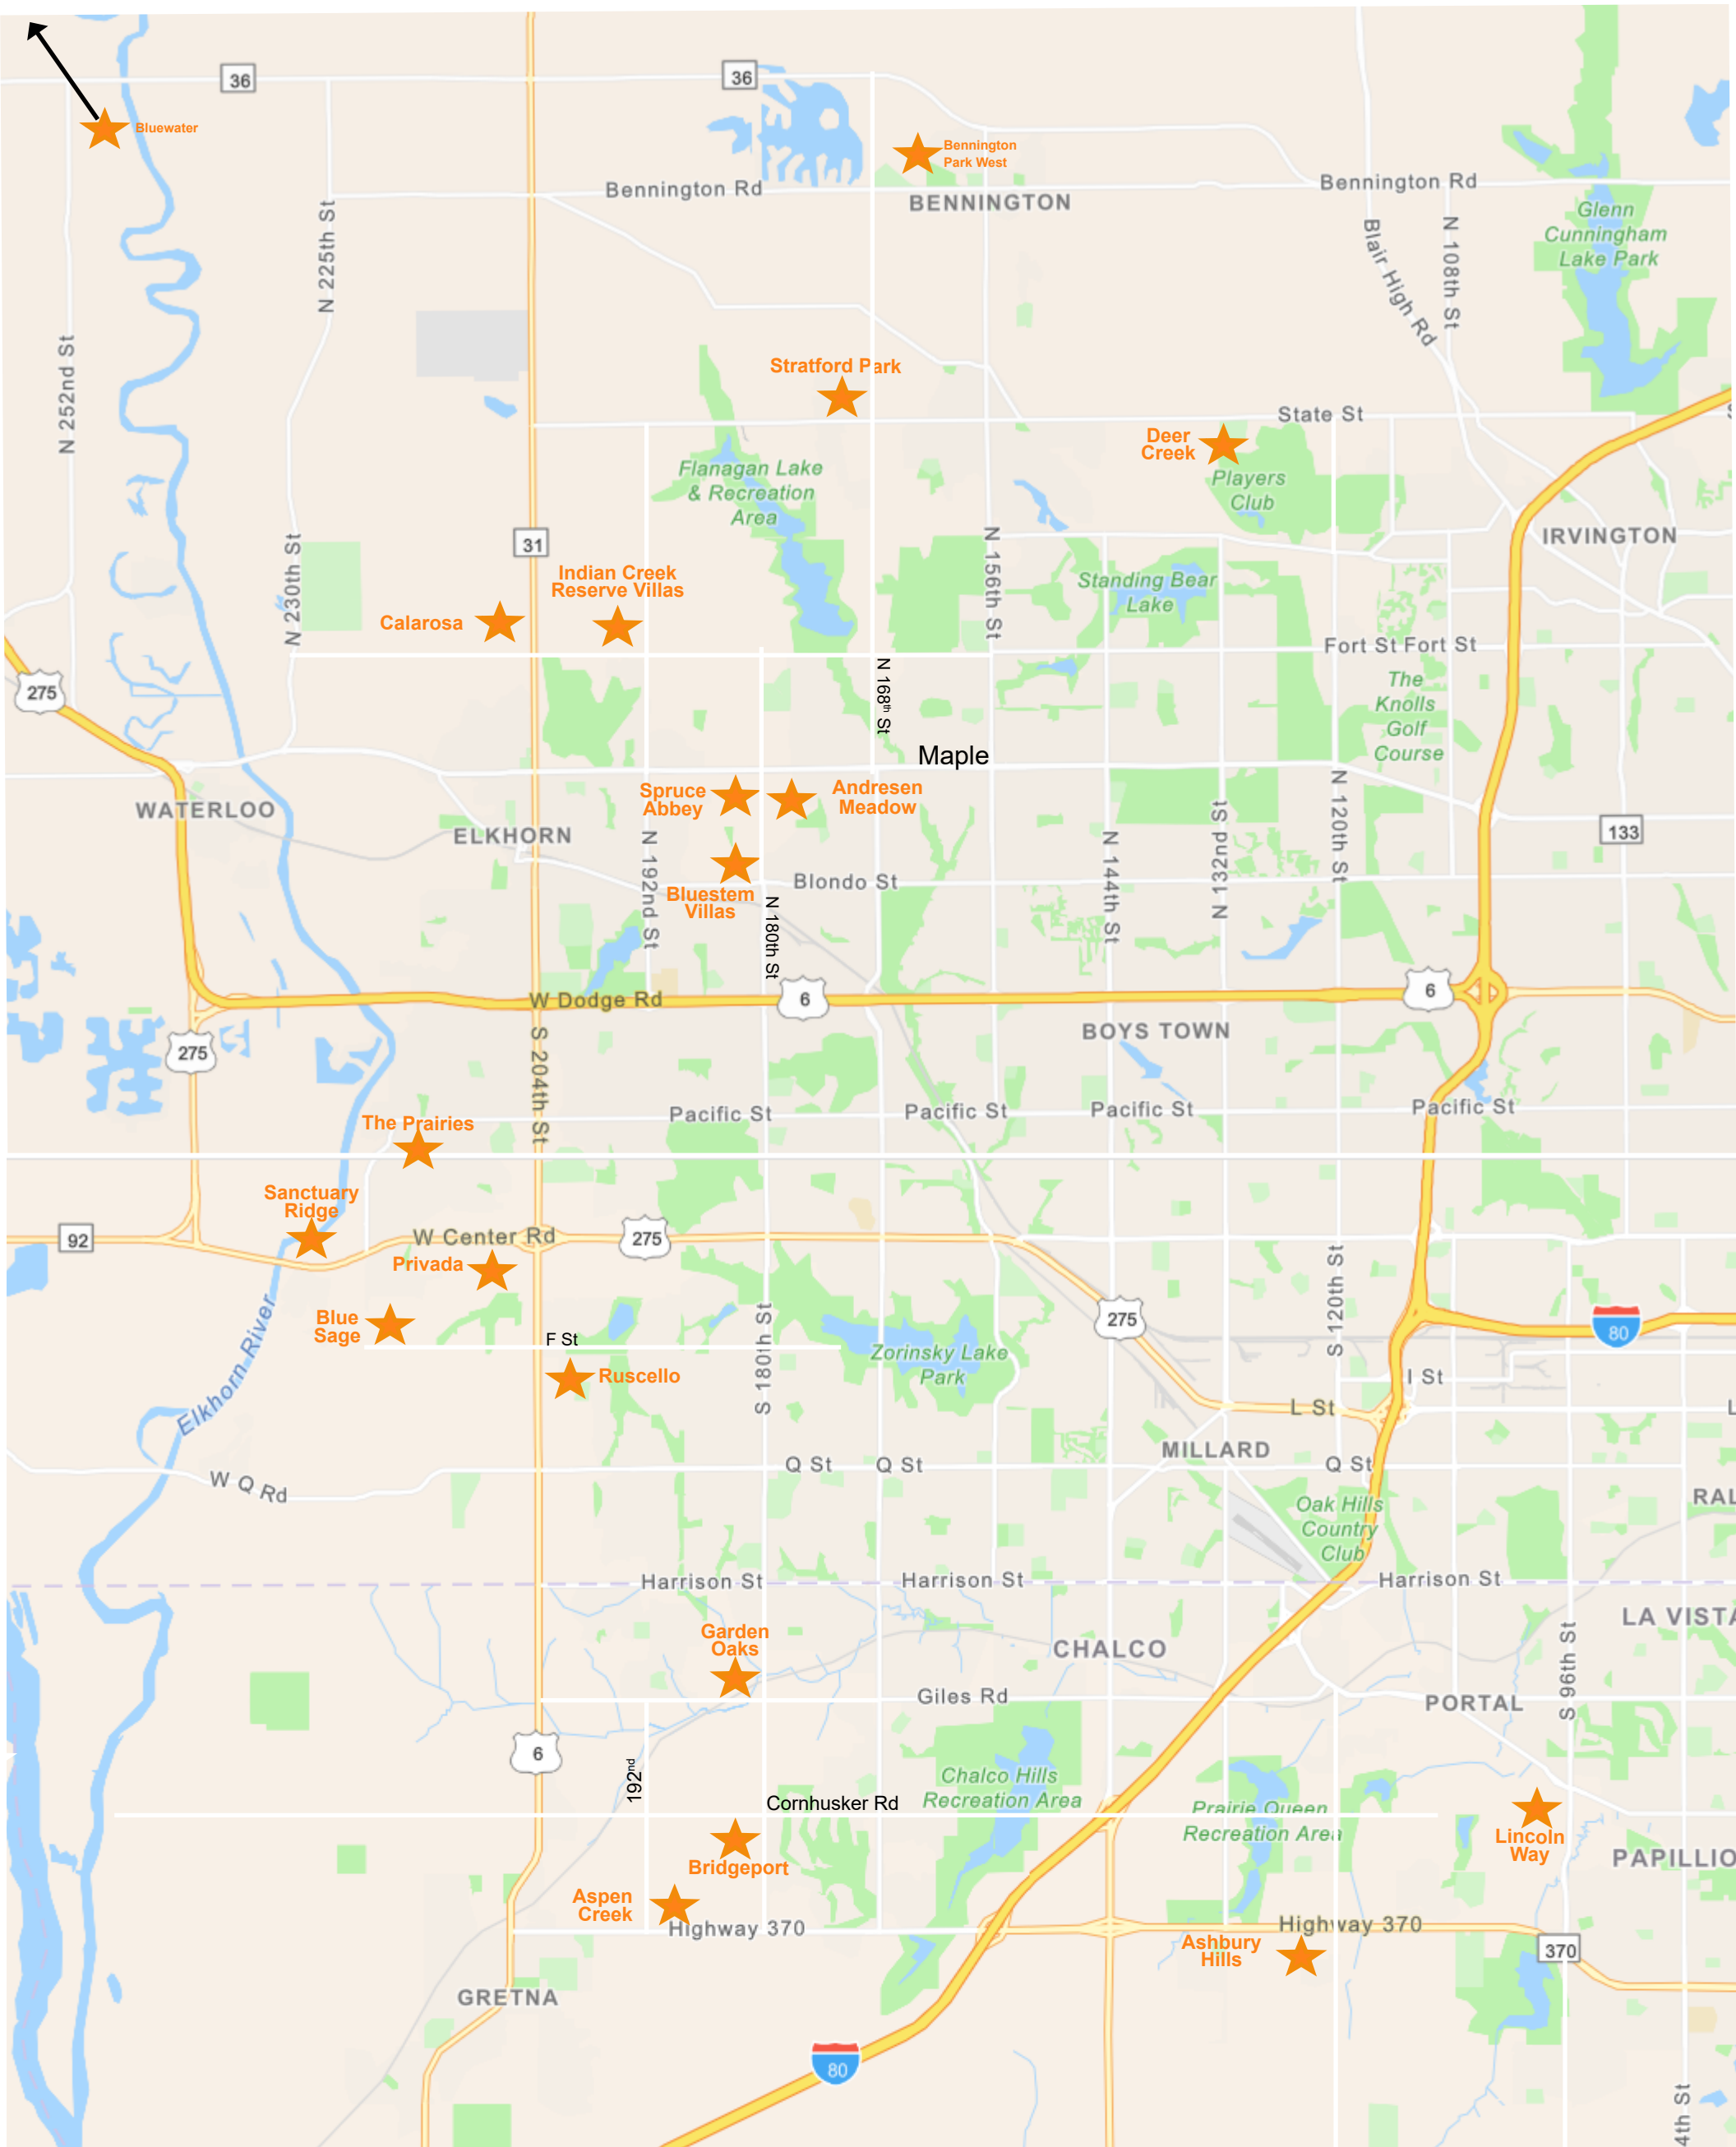 36
36
Bluewater
Bennington
Park West
Bennington Rd
BENNINGTON
Bennington Rd
Glenn
Cunningham
Lake Park
N 225th St
Blair High Rd
N 108th St
N 252nd St
Stratford Park
State St
Deer
Creek
Players
Club
Flanagan Lake
& Recreation
Area
31
N 230th St
N 156th St
IRVINGTON
Indian Creek
Reserve Villas
Standing Bear
Lake
Calarosa
Fort St Fort St
275
N 168th St
The
Knolls
Golf
Course
Maple
WATERLOO
Spruce
Abbey
Andresen
Meadow
ELKHORN
133
N 192nd St
N 144th St
N 132nd St
N 120th St
Blondo St
Bluestem
Villas
N 180th St
W Dodge Rd
6
6
275
BOYS TOWN
S 204th St
Pacific St
Pacific St
Pacific St
Pacific St
The Prairies
Sanctuary
Ridge
92
W Center Rd
275
Privada
Blue
Sage
F St
Ruscello
Elkhorn River
S 180th St
Zorinsky Lake
Park
275
S 120th St
80
I St
L St
L
MILLARD
W Q Rd
Q St
Q St
Q St
RAL
Oak Hills
Country
Club
Harrison St
Harrison St
Harrison St
LA VISTA
Garden
Oaks
CHALCO
S 96th St
Giles Rd
PORTAL
6
192nd
Chalco Hills
Recreation Area
Cornhusker Rd
Prairie Queen
Recreation Area
Lincoln
Way
Bridgeport
PAPILLIO
Aspen
Creek
Highway 370
Highway 370
Ashbury
Hills
370
GRETNA
80
4th St